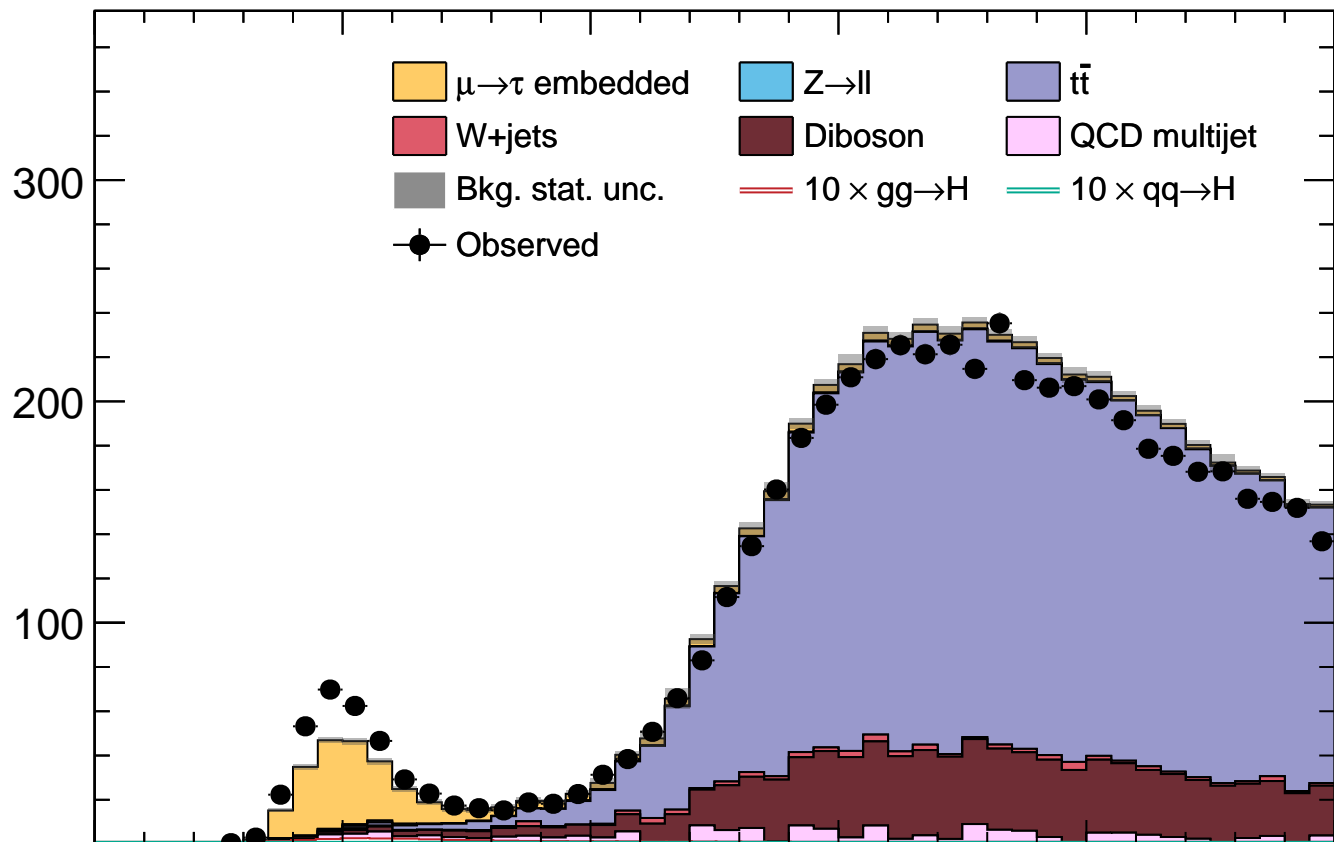 μ→τ embedded Z→ll tt̄
W+jets Diboson QCD multijet
300 Bkg. stat. unc. 10 × gg→H 10 × qq→H
Observed
200
100